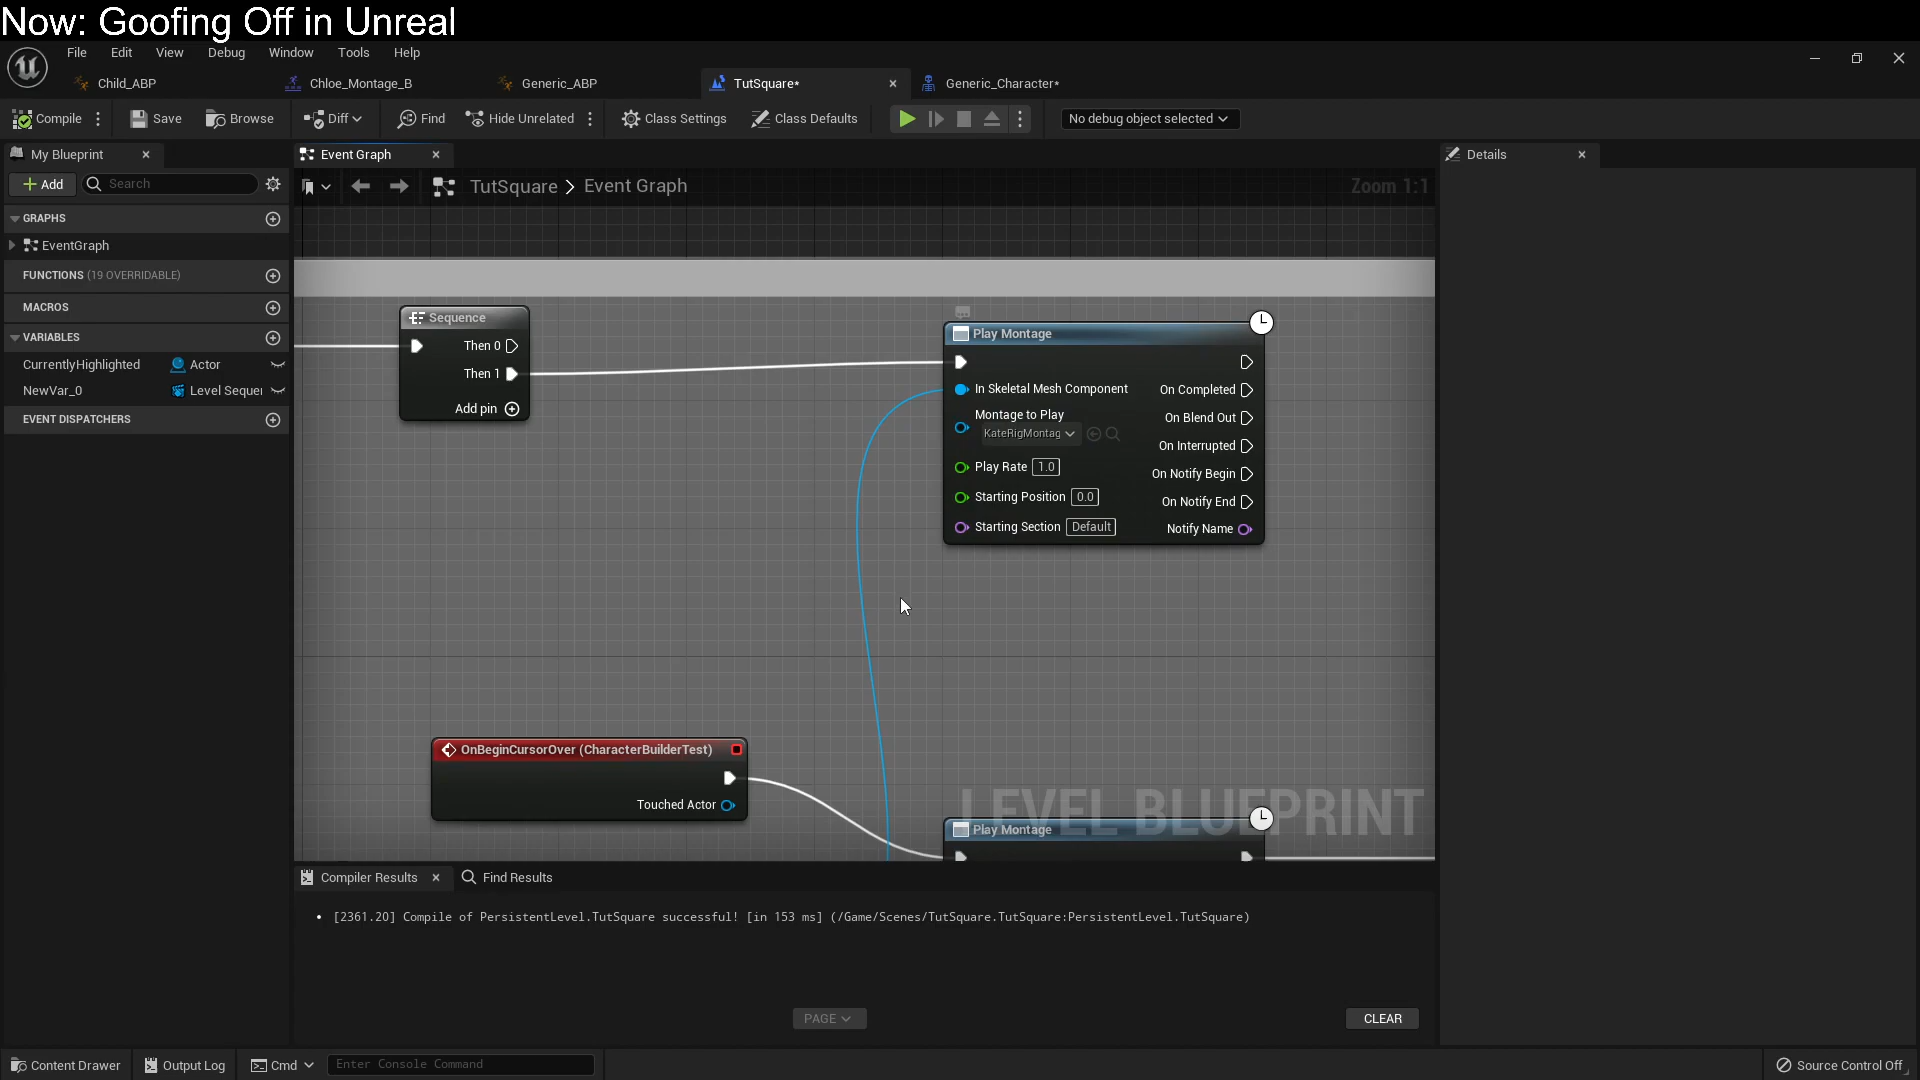 Now: Goofing Off in Unreal
File Edit View Window Debug Tools Help
Child_ABP Chloe_Montage_B Generic_ABP TutSquare* Generic_Character*
Compile Save Browse Diff Find Hide Unrelated Class Settings Class Defaults No debug object selected
My Blueprint
Event Graph
Details
Add Search
TutSquare > Event Graph Zoom 1:1
GRAPHS
EventGraph
FUNCTIONS (19 OVERRIDABLE)
MACROS
VARIABLES
CurrentlyHighlighted Actor
NewVar_0 Level Sequer
EVENT DISPATCHERS
Sequence
Then 0
Then 1
Add pin
Play Montage
In Skeletal Mesh Component On Completed
Montage to Play On Blend Out
KateRigMontag On Interrupted
Play Rate 1.0 On Notify Begin
Starting Position 0.0 On Notify End
Starting Section Default Notify Name
OnBeginCursorOver (CharacterBuilderTest)
Touched Actor
LEVEL BLUEPRINT
Play Montage
Compiler Results Find Results
• [2361.20] Compile of PersistentLevel.TutSquare successful! [in 153 ms] (/Game/Scenes/TutSquare.TutSquare:PersistentLevel.TutSquare)
PAGE CLEAR
Content Drawer Output Log Cmd Enter Console Command Source Control Off